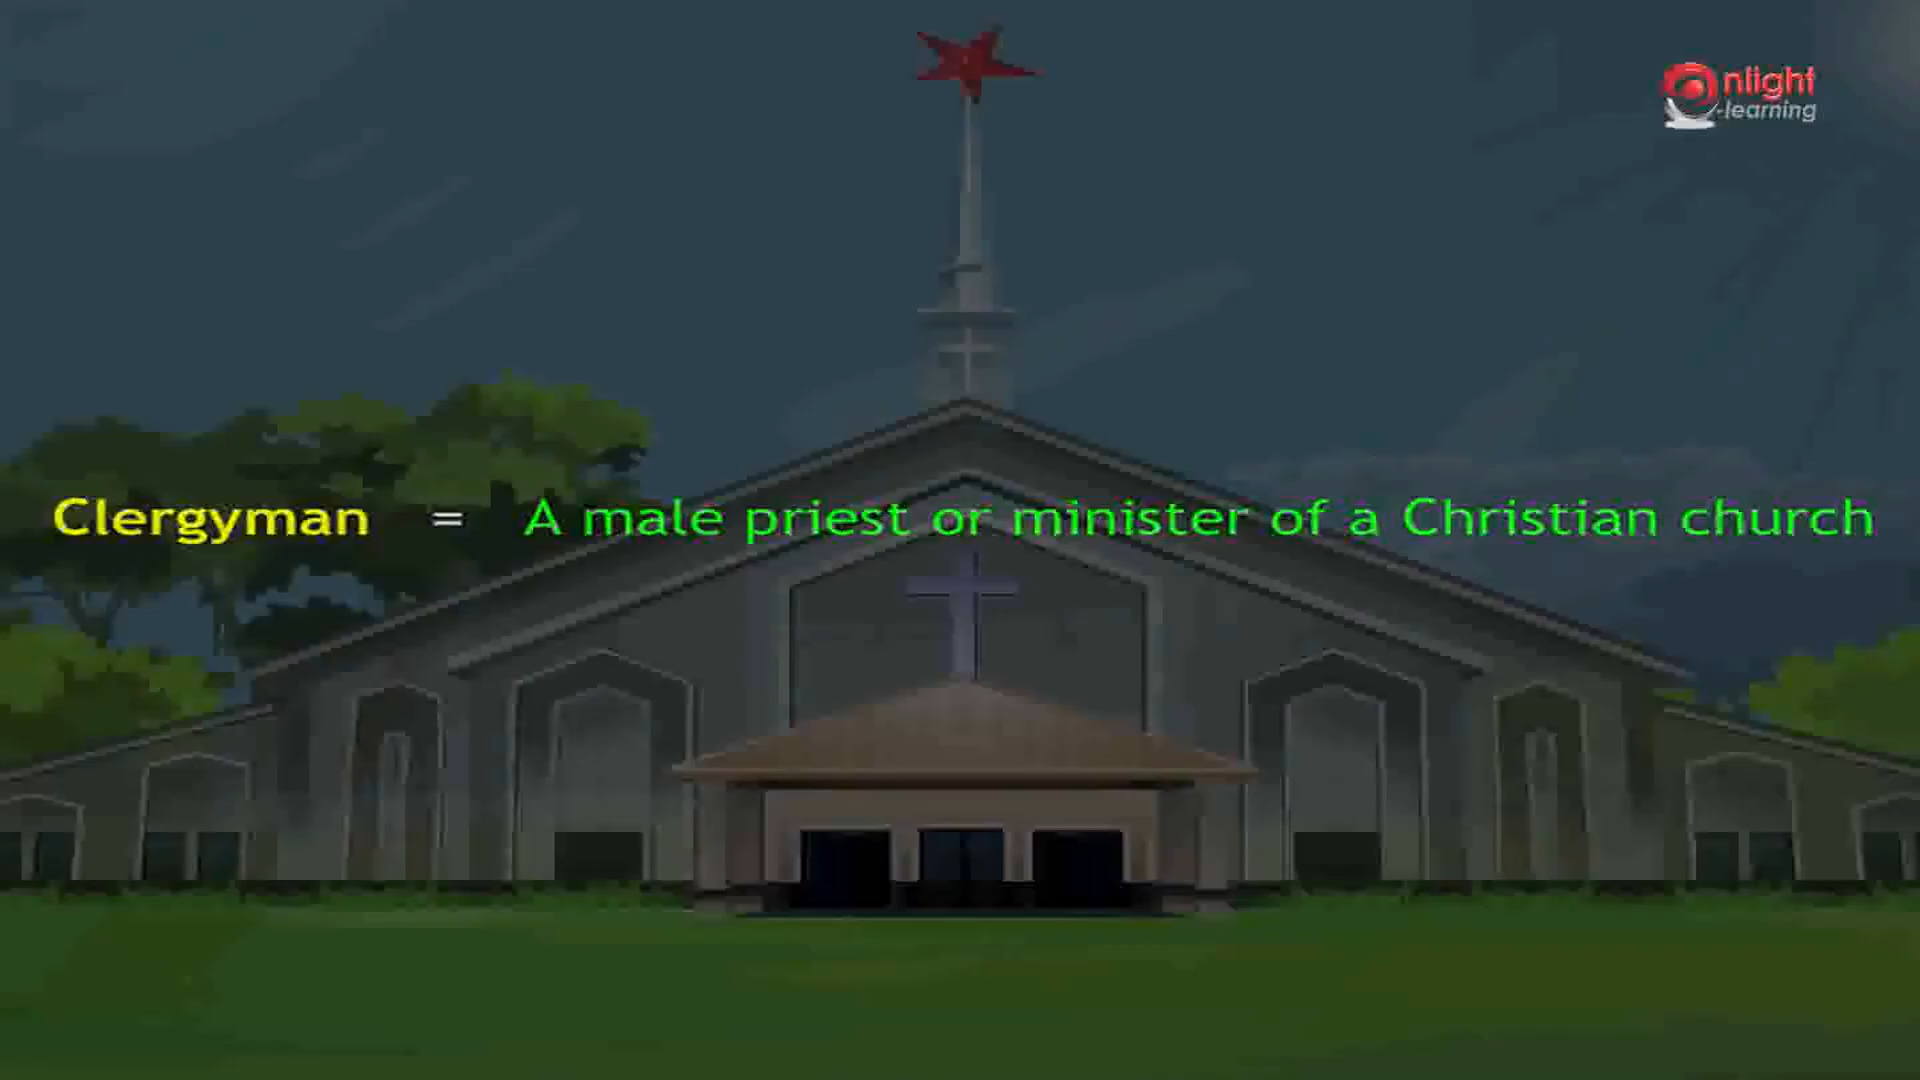 nlight
-learning
Clergyman = A male priest or minister of a Christian church